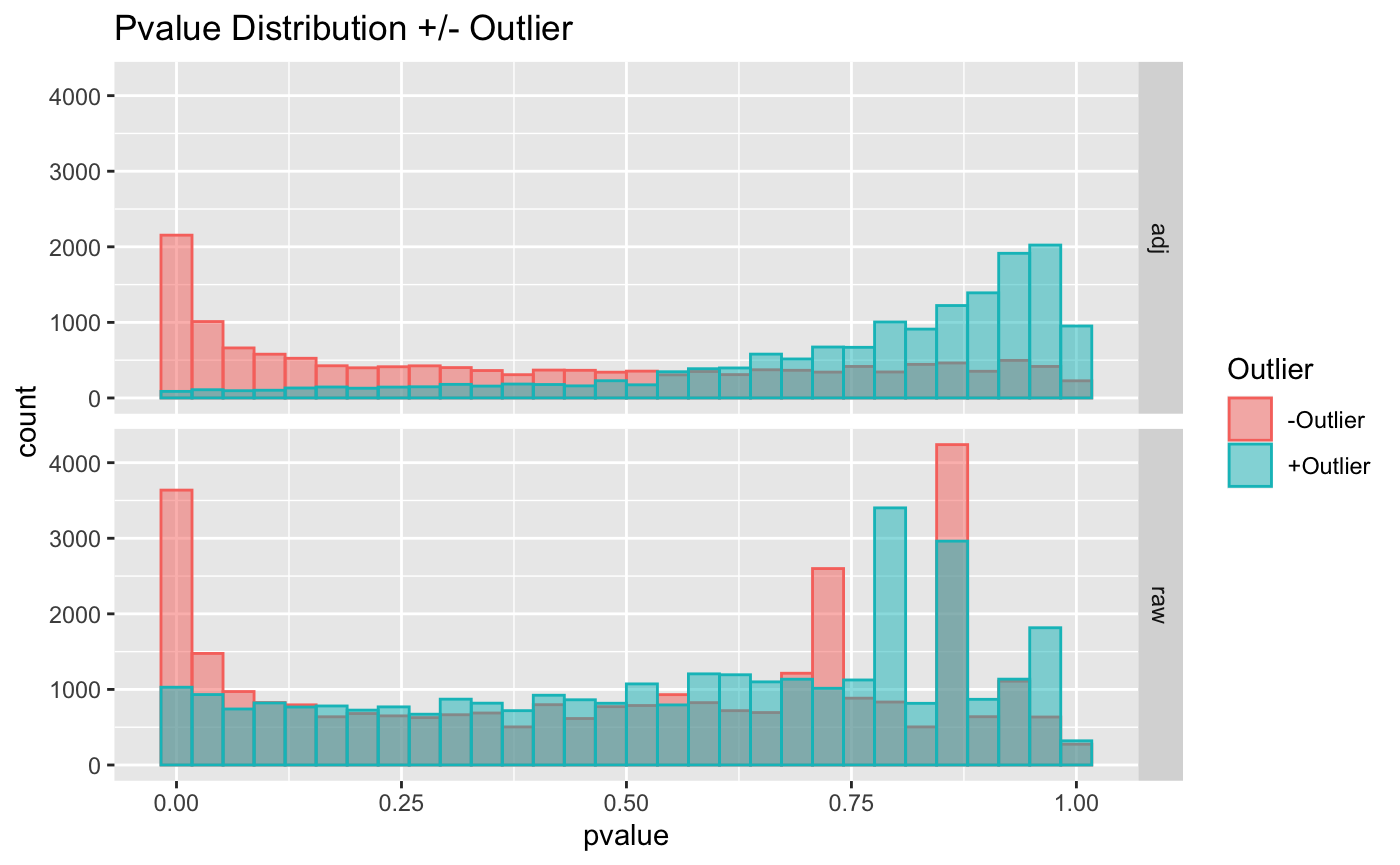 Pvalue Distribution +/- Outlier
4000
3000
2000
1000
0
adj
4000
3000
2000
1000
0
raw
count
0.00 0.25 0.50 0.75 1.00
pvalue
Outlier
-Outlier
+Outlier